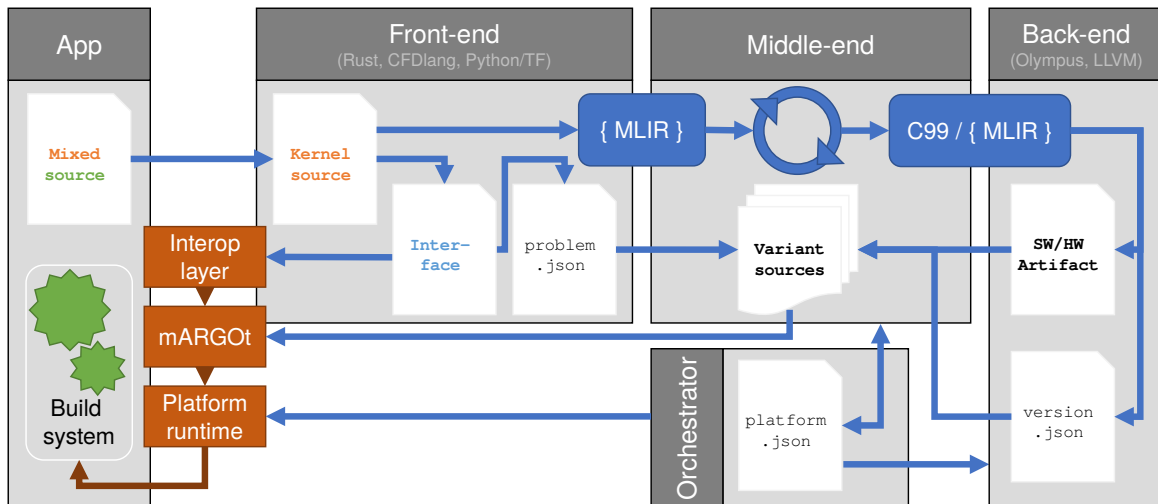 App
Front-end
(Rust, CFDlang, Python/TF)
Middle-end
Back-end
(Olympus, LLVM)
{ MLIR }
C99 / { MLIR }
Mixed
source
Kernel
source
Inter-
face
problem
.json
Variant
sources
SW/HW
Artifact
Interop
layer
mARGOt
Platform
runtime
Build
system
Orchestrator
platform
.json
version
.json